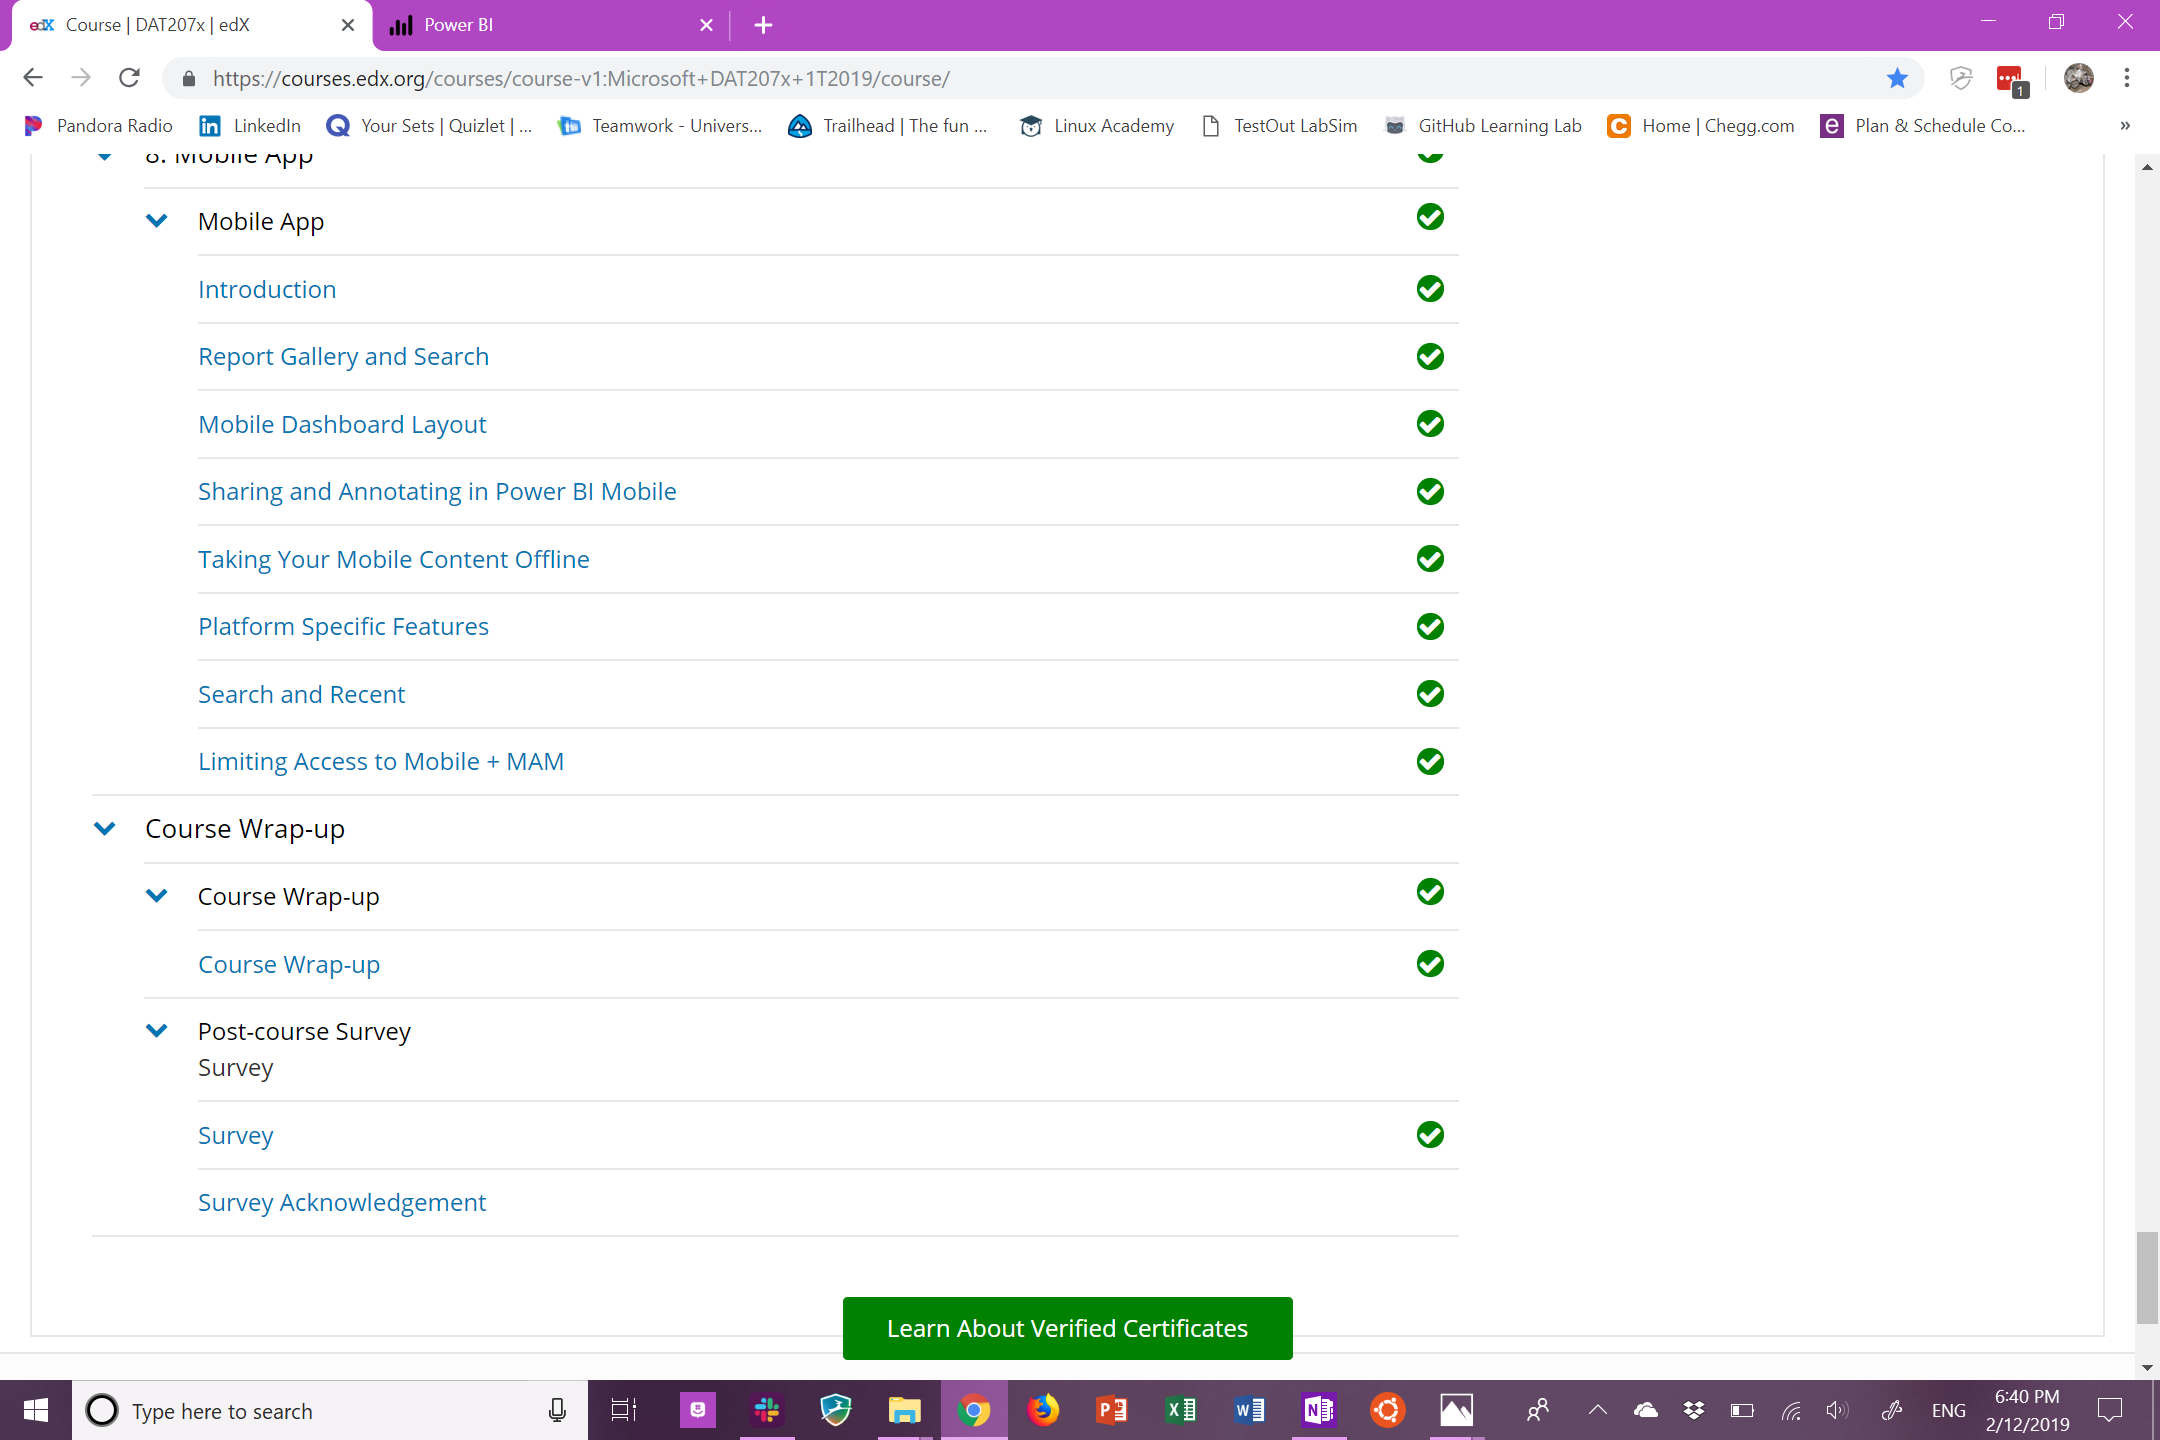 edX Course | DAT207x | edX
Power BI
https://courses.edx.org/courses/course-v1:Microsoft+DAT207x+1T2019/course/
1
Pandora Radio
LinkedIn
Your Sets | Quizlet | ...
Teamwork - Univers...
Trailhead | The fun ...
Linux Academy
TestOut LabSim
GitHub Learning Lab
Home | Chegg.com
Plan & Schedule Co...
»
8. Mobile App
Mobile App
Introduction
Report Gallery and Search
Mobile Dashboard Layout
Sharing and Annotating in Power BI Mobile
Taking Your Mobile Content Offline
Platform Specific Features
Search and Recent
Limiting Access to Mobile + MAM
Course Wrap-up
Course Wrap-up
Course Wrap-up
Post-course Survey
Survey
Survey
Survey Acknowledgement
Learn About Verified Certificates
Type here to search
ENG
6:40 PM
2/12/2019